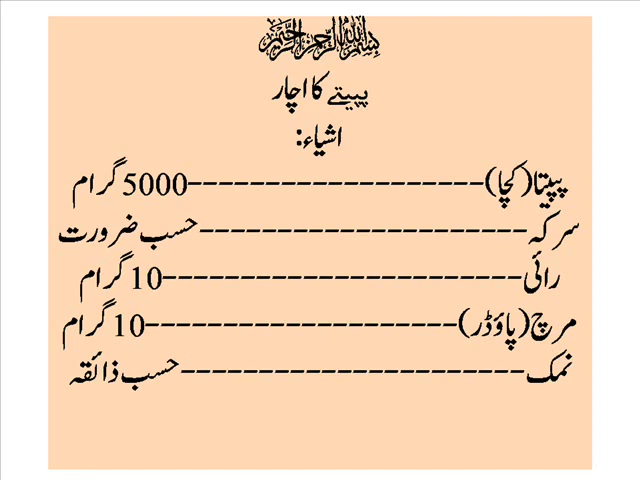 بسم اللہ الرحمن الرحیم
پپیتے کا اچار
اشیاء:
پپیتا(کچا)-------------------5000 گرام
سرکہ---------------------حسب ضرورت
رائی-----------------------10 گرام
مرچ(پاؤڈر)--------------------10 گرام
نمک----------------------حسب ذائقہ